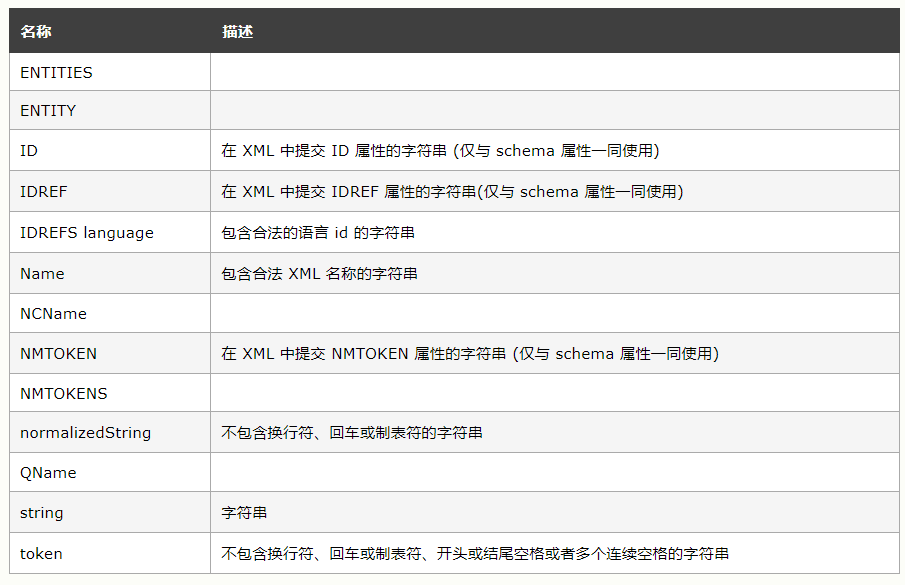 名称 描述
ENTITIES
ENTITY
ID 在 XML 中提交 ID 属性的字符串 (仅与 schema 属性一同使用)
IDREF 在 XML 中提交 IDREF 属性的字符串(仅与 schema 属性一同使用)
IDREFS language 包含合法的语言 id 的字符串
Name 包含合法 XML 名称的字符串
NCName
NMTOKEN 在 XML 中提交 NMTOKEN 属性的字符串 (仅与 schema 属性一同使用)
NMTOKENS
normalizedString 不包含换行符、回车或制表符的字符串
QName
string 字符串
token 不包含换行符、回车或制表符、开头或结尾空格或者多个连续空格的字符串